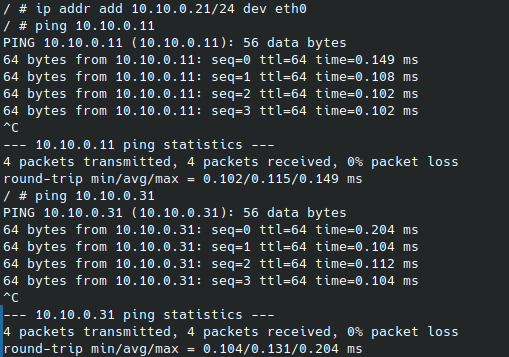 / # ip addr add 10.10.0.21/24 dev eth0
/ # ping 10.10.0.11
PING 10.10.0.11 (10.10.0.11): 56 data bytes
64 bytes from 10.10.0.11: seq=0 ttl=64 time=0.149 ms
64 bytes from 10.10.0.11: seq=1 ttl=64 time=0.108 ms
64 bytes from 10.10.0.11: seq=2 ttl=64 time=0.102 ms
64 bytes from 10.10.0.11: seq=3 ttl=64 time=0.102 ms
^C
--- 10.10.0.11 ping statistics ---
4 packets transmitted, 4 packets received, 0% packet loss
round-trip min/avg/max = 0.102/0.115/0.149 ms
/ # ping 10.10.0.31
PING 10.10.0.31 (10.10.0.31): 56 data bytes
64 bytes from 10.10.0.31: seq=0 ttl=64 time=0.204 ms
64 bytes from 10.10.0.31: seq=1 ttl=64 time=0.104 ms
64 bytes from 10.10.0.31: seq=2 ttl=64 time=0.112 ms
64 bytes from 10.10.0.31: seq=3 ttl=64 time=0.104 ms
^C
--- 10.10.0.31 ping statistics ---
4 packets transmitted, 4 packets received, 0% packet loss
round-trip min/avg/max = 0.104/0.131/0.204 ms